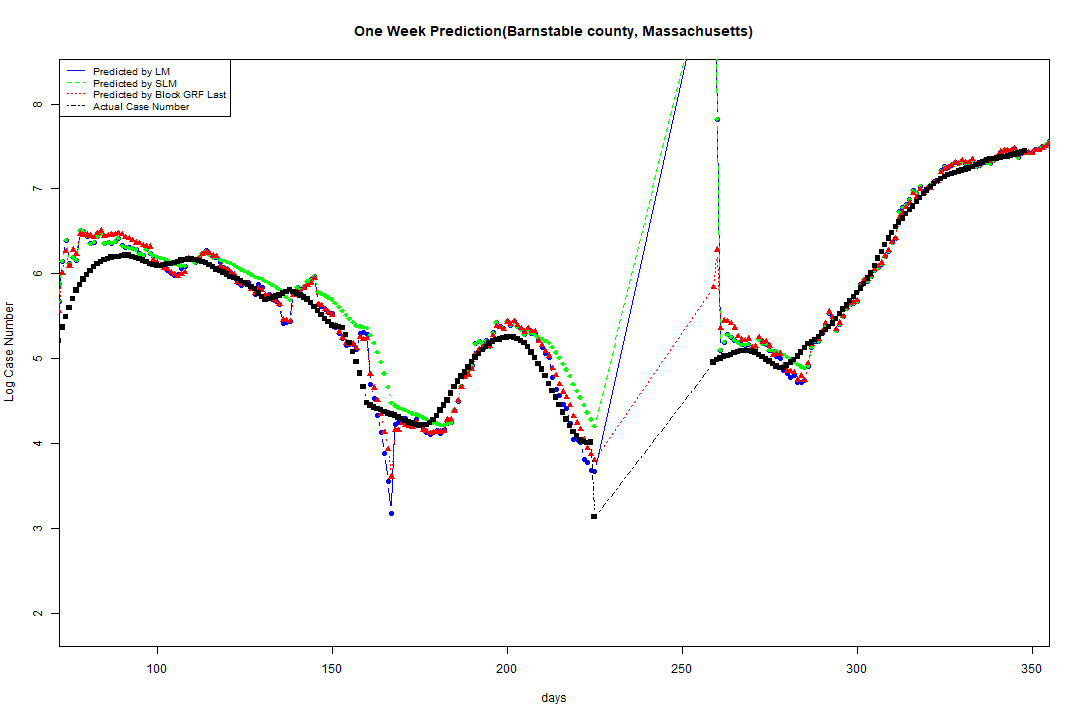 One Week Prediction(Barnstable county, Massachusetts)
Predicted by LM
Predicted by SLM
Predicted by Block GRF Last
Actual Case Number
8
7
6
5
4
3
2
Log Case Number
100 150 200 250 300 350
days